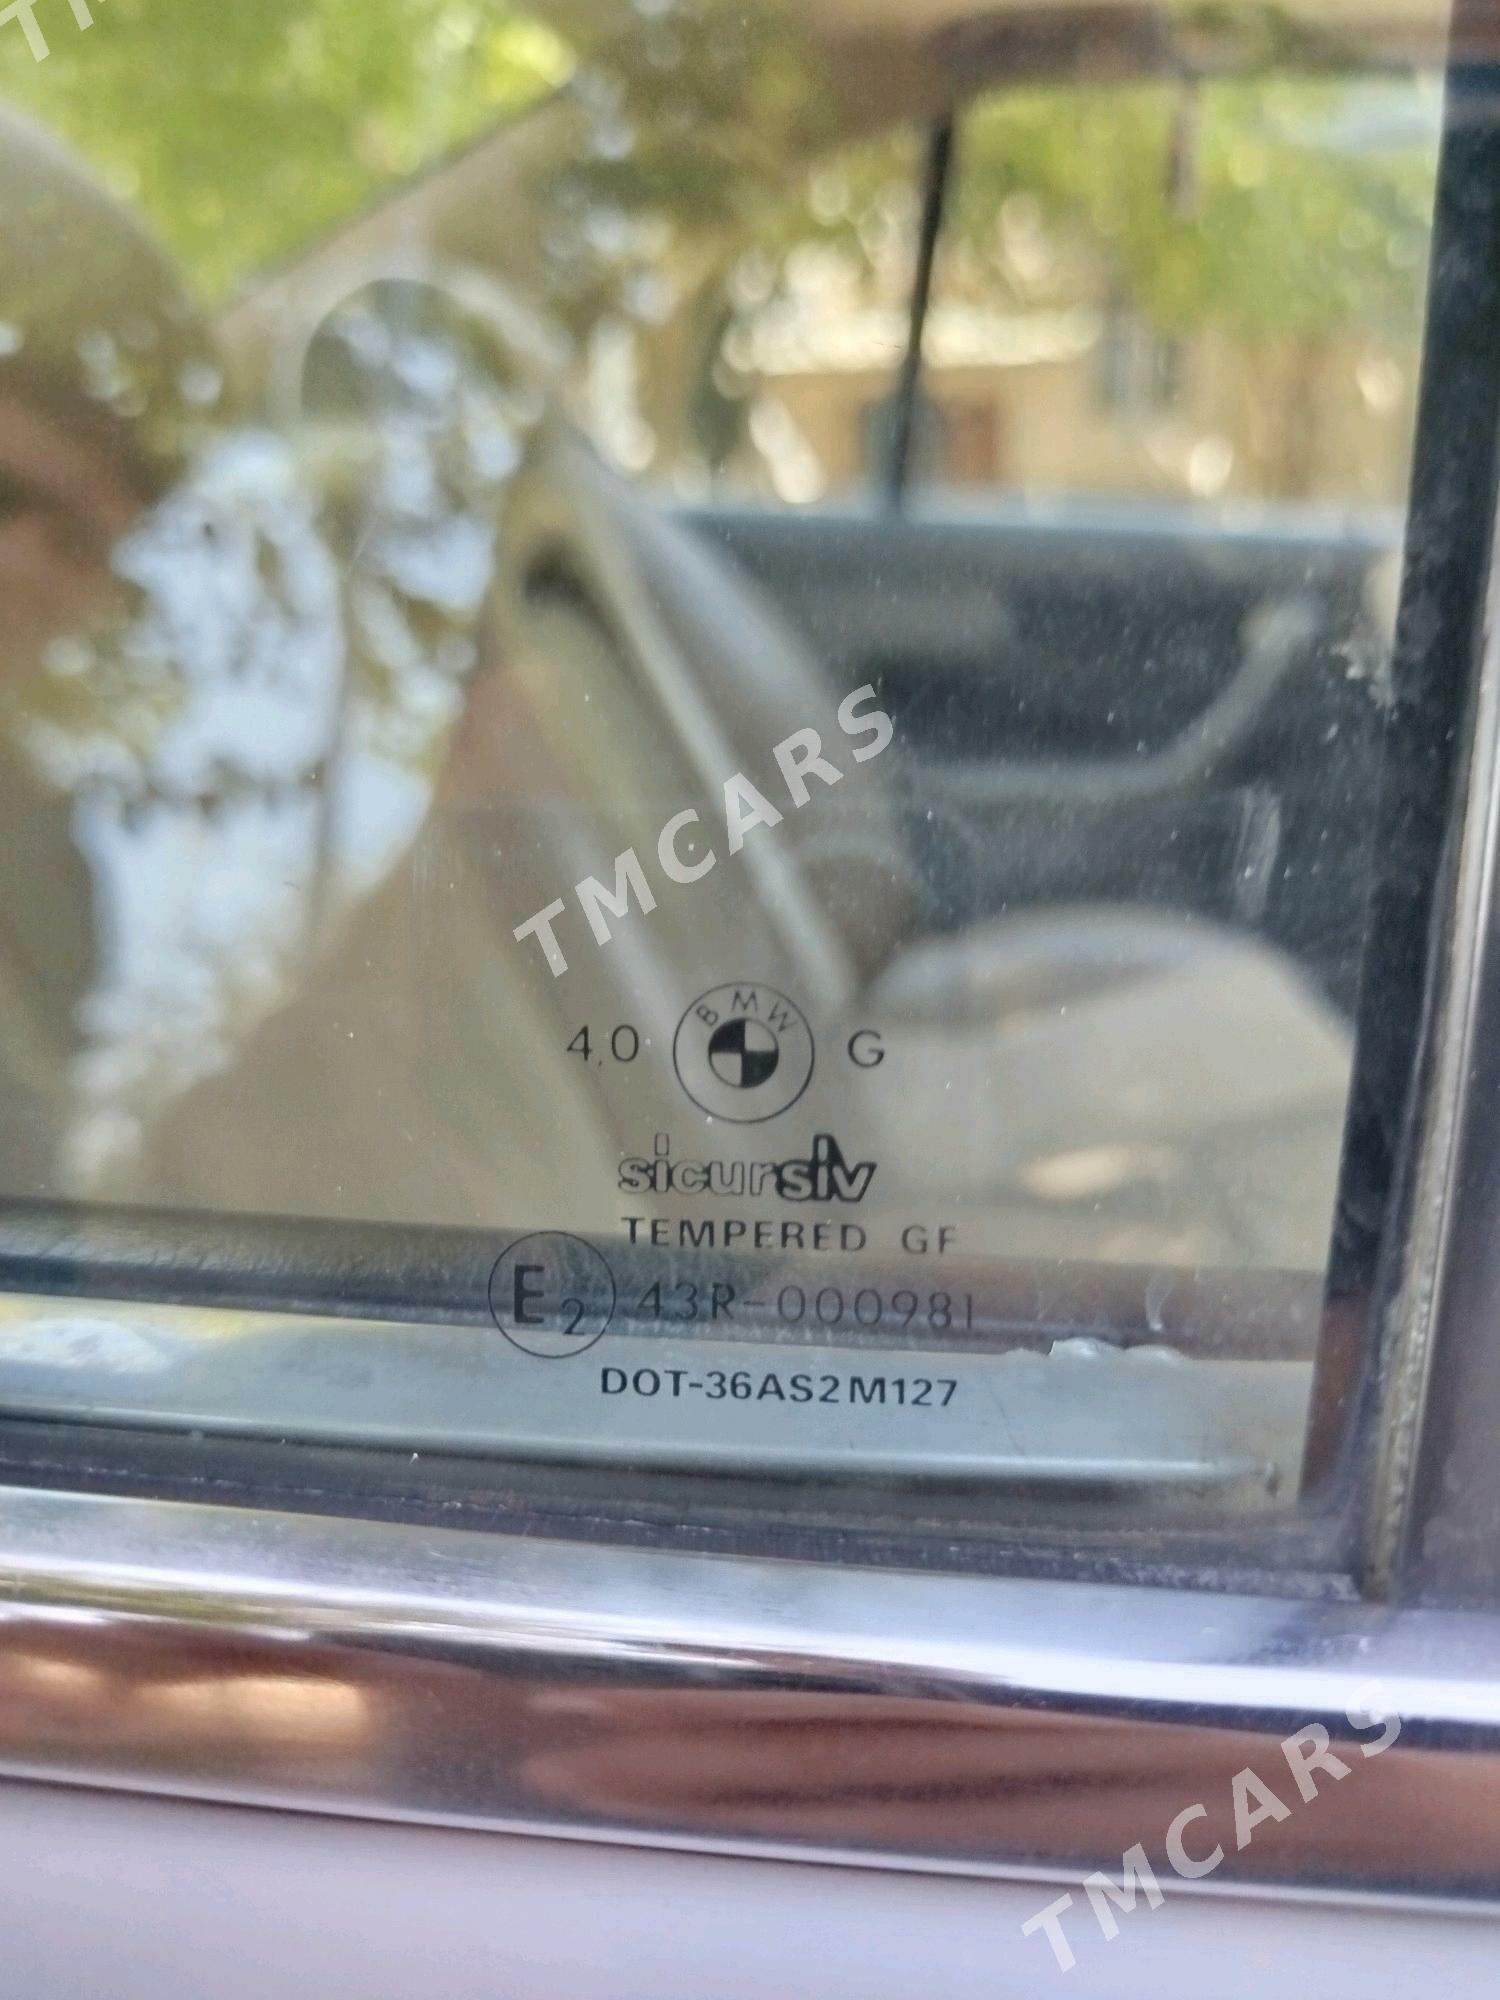 TMCARS
BMW
4.0 G
sicursiv
TEMPERED GF
E2 43R-000981
DOT-36AS2M127
TMCARS